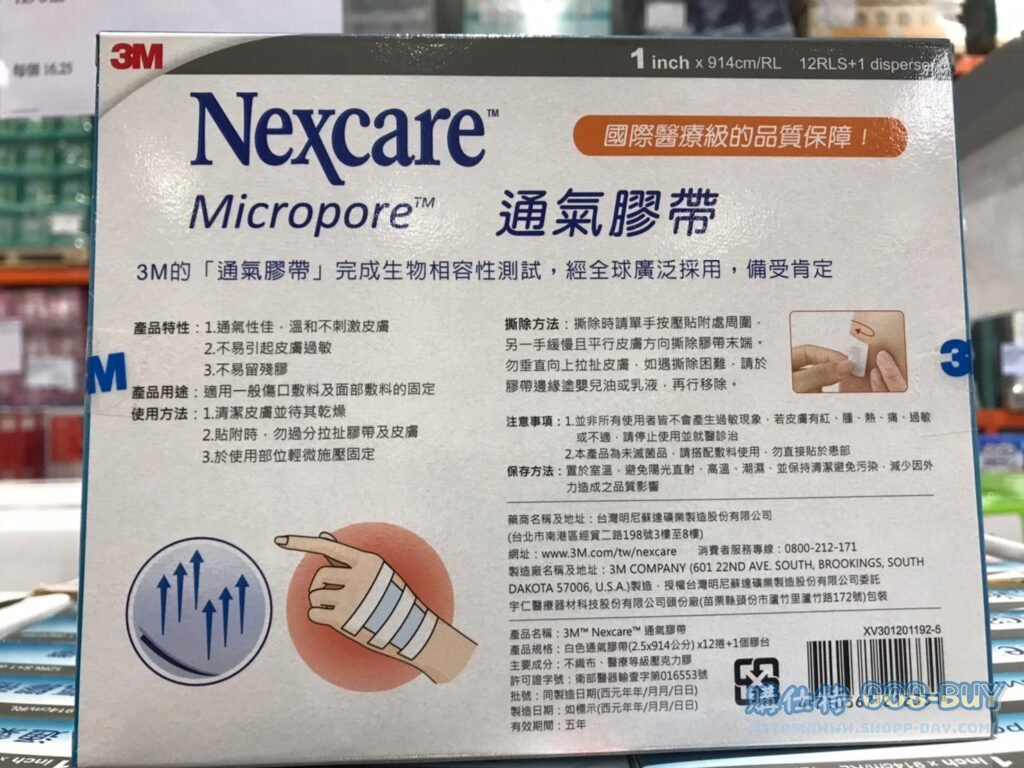 每個 16.25
3M
1 inch x 914cm/RL 12RLS+1 dispenser
Nexcare™
國際醫療級的品質保障！
Micropore™ 通氣膠帶
3M的「通氣膠帶」完成生物相容性測試，經全球廣泛採用，備受肯定
產品特性：1.通氣性佳，溫和不刺激皮膚
2.不易引起皮膚過敏
3.不易留殘膠
產品用途：適用一般傷口敷料及面部敷料的固定
使用方法：1.清潔皮膚並待其乾燥
2.貼附時，勿過分拉扯膠帶及皮膚
3.於使用部位輕微施壓固定
撕除方法：撕除時請單手按壓貼附處周圍，
另一手緩慢且平行皮膚方向撕除膠帶末端。
勿垂直向上拉扯皮膚，如遇撕除困難，請於
膠帶邊緣塗嬰兒油或乳液，再行移除。
注意事項：1.並非所有使用者皆不會產生過敏現象，若皮膚有紅、腫、熱、痛、過敏
或不適，請停止使用並就醫診治
2.本產品為未滅菌品，請搭配敷料使用，勿直接貼於患部
保存方法：置於室溫，避免陽光直射、高溫、潮濕、並保持清潔避免污染，減少因外
力造成之品質影響
藥商名稱及地址：台灣明尼蘇達礦業製造股份有限公司
(台北市南港區經貿二路198號3樓至8樓)
網址：www.3M.com/tw/nexcare 消費者服務專線：0800-212-171
製造廠名稱及地址：3M COMPANY (601 22ND AVE. SOUTH, BROOKINGS, SOUTH
DAKOTA 57006, U.S.A.)製造，授權台灣明尼蘇達礦業製造股份有限公司委託
宇仁醫療器材科技股份有限公司頭份廠(苗栗縣頭份市蘆竹里蘆竹路172號)包裝
產品名稱：3M™ Nexcare™ 通氣膠帶
產品規格：白色通氣膠帶(2.5x914公分) x12捲+1個膠台
主要成分：不織布、醫療等級壓克力膠
許可證字號：衛部醫器輸壹字第016553號
批號：同製造日期(西元年年/月月/日日)
製造日期：如標示(西元年年/月月/日日)
有效期間：五年
XV301201192-5
購仕特 COS-BUY
HTTPS://WWW.SHOPP-DAY.COM/
1 inch x 914cm/RL